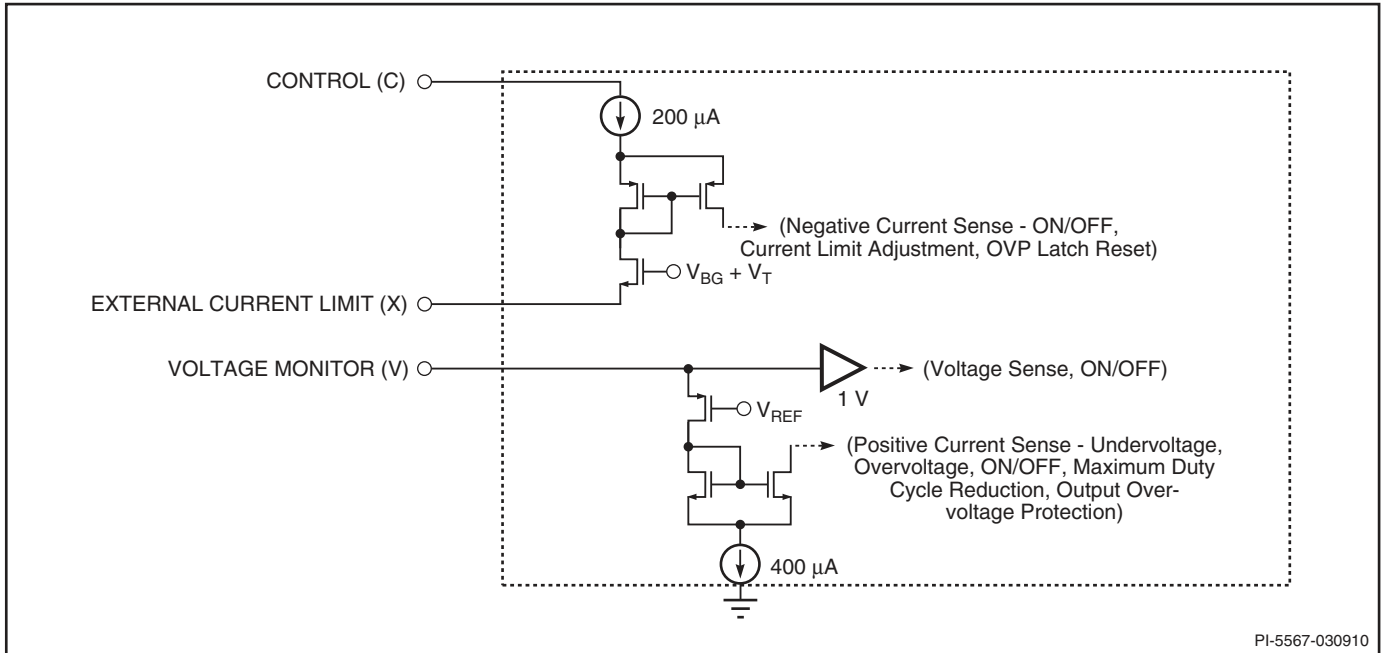 CONTROL (C)
200 μA
(Negative Current Sense - ON/OFF,
Current Limit Adjustment, OVP Latch Reset)
V_BG + V_T
EXTERNAL CURRENT LIMIT (X)
VOLTAGE MONITOR (V)
1 V
(Voltage Sense, ON/OFF)
V_REF
(Positive Current Sense - Undervoltage,
Overvoltage, ON/OFF, Maximum Duty
Cycle Reduction, Output Over-
voltage Protection)
400 μA
PI-5567-030910